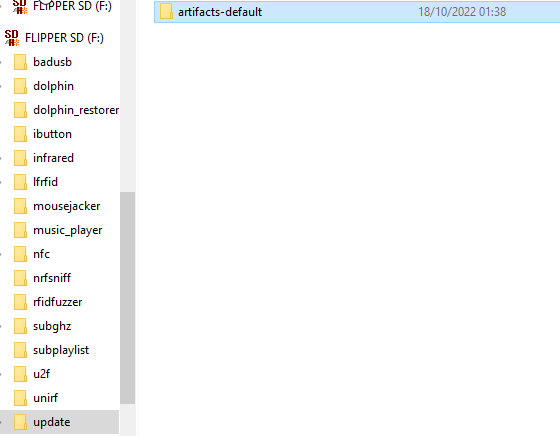 FLIPPER SD (F:)
artifacts-default 18/10/2022 01:38
SD
FLIPPER SD (F:)
badusb
dolphin
dolphin_restorer
ibutton
infrared
lfrfid
mousejacker
music_player
nfc
nrfsniff
rfidfuzzer
subghz
subplaylist
u2f
unirf
update